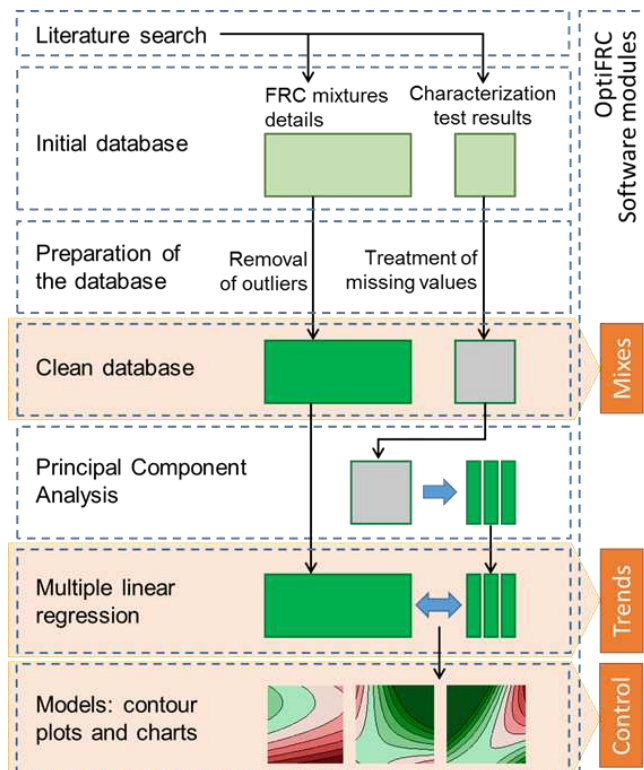 Literature search
FRC mixtures
details
Characterization
test results
Initial database
OptiFRC
Software modules
Preparation of
the database
Removal
of outliers
Treatment of
missing values
Clean database
Mixes
Principal Component
Analysis
Multiple linear
regression
Trends
Models: contour
plots and charts
Control